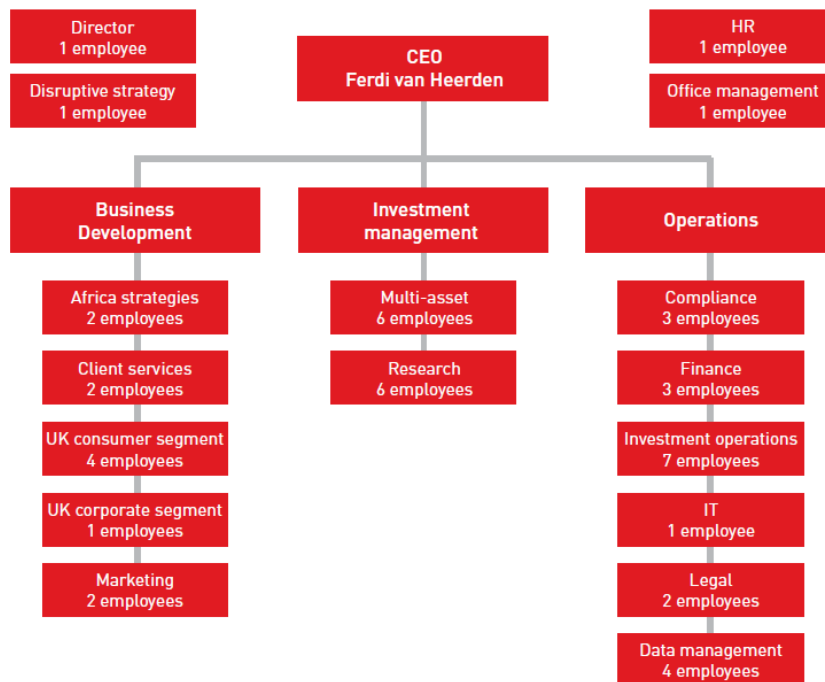 Director
1 employee
Disruptive strategy
1 employee
CEO
Ferdi van Heerden
HR
1 employee
Office management
1 employee
Business
Development
Africa strategies
2 employees
Client services
2 employees
UK consumer segment
4 employees
UK corporate segment
1 employees
Marketing
2 employees
Investment
management
Multi-asset
6 employees
Research
6 employees
Operations
Compliance
3 employees
Finance
3 employees
Investment operations
7 employees
IT
1 employee
Legal
2 employees
Data management
4 employees